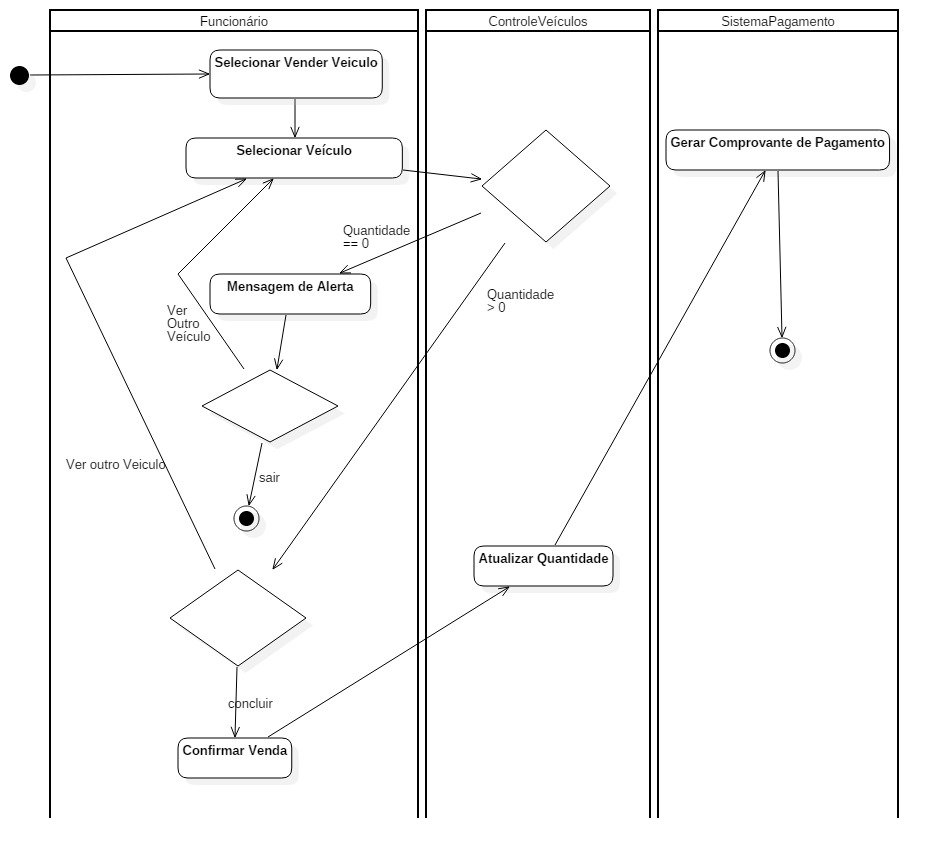 Funcionário
ControleVeículos
SistemaPagamento
Selecionar Vender Veiculo
Selecionar Veículo
Gerar Comprovante de Pagamento
Quantidade
== 0
Mensagem de Alerta
Quantidade
> 0
Ver
Outro
Veículo
Ver outro Veiculo
sair
Atualizar Quantidade
concluir
Confirmar Venda